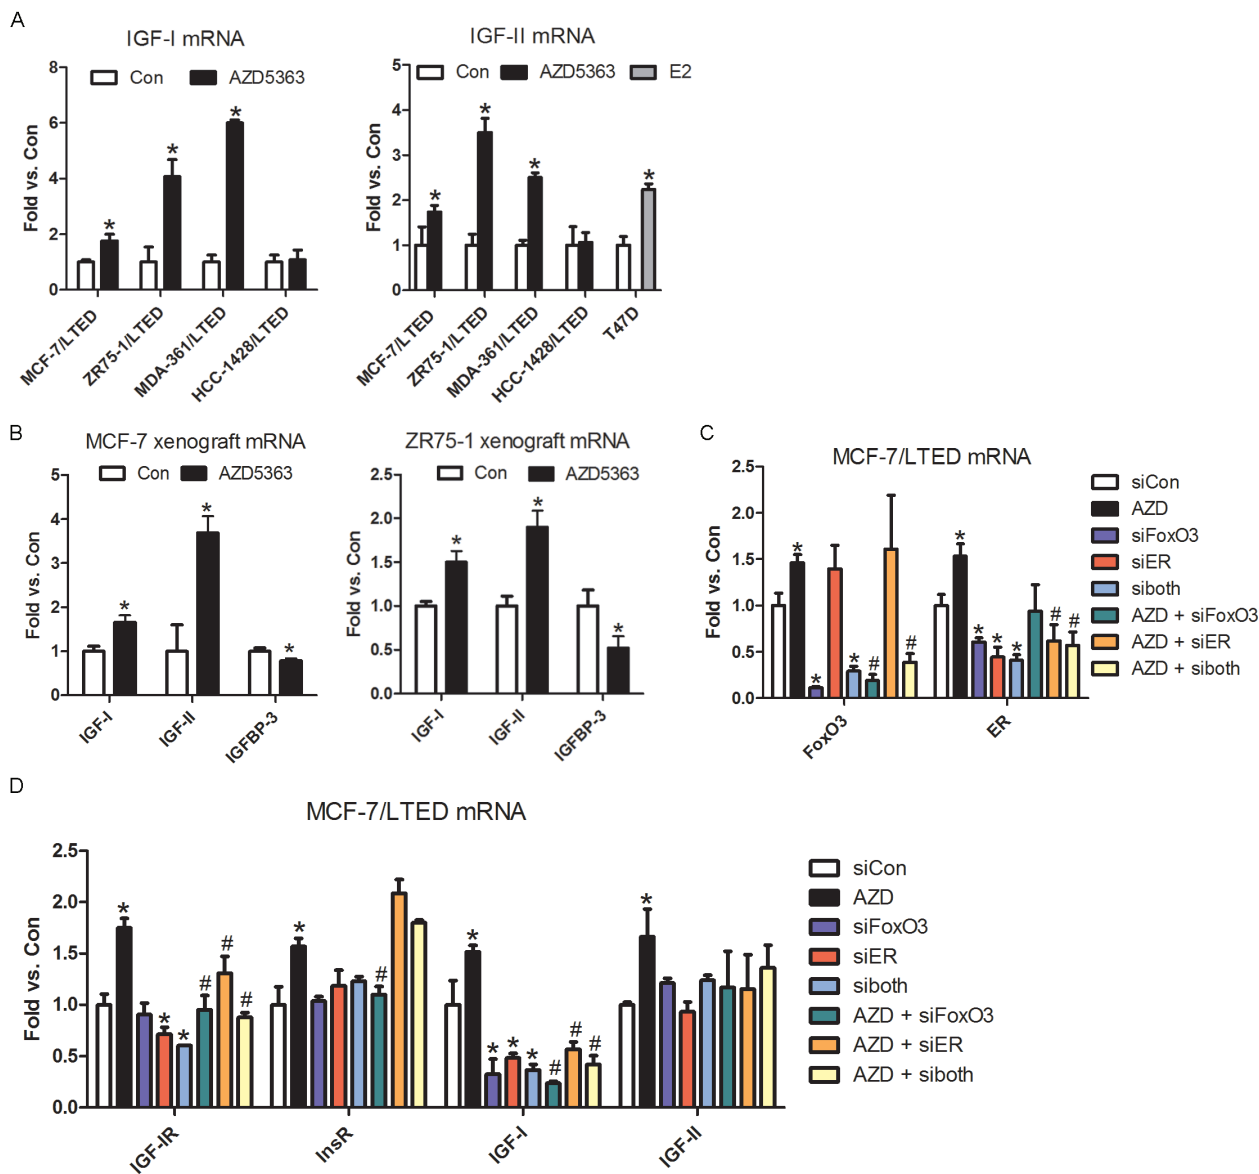 A
IGF-I mRNA
Con AZD5363
Fold vs. Con
8
6
4
2
0
* * *
MCF-7/LTED
ZR75-1/LTED
MDA-361/LTED
HCC-1428/LTED
IGF-II mRNA
Con AZD5363 E2
Fold vs. Con
5
4
3
2
1
0
* * * *
MCF-7/LTED
ZR75-1/LTED
MDA-361/LTED
HCC-1428/LTED
T47D
B
MCF-7 xenograft mRNA
Con AZD5363
Fold vs. Con
5
4
3
2
1
0
* * *
IGF-I
IGF-II
IGFBP-3
ZR75-1 xenograft mRNA
Con AZD5363
Fold vs. Con
2.5
2.0
1.5
1.0
0.5
0.0
* * *
IGF-I
IGF-II
IGFBP-3
C
MCF-7/LTED mRNA
Fold vs. Con
2.5
2.0
1.5
1.0
0.5
0.0
* * * # # * * * * # #
FoxO3
ER
siCon
AZD
siFoxO3
siER
siboth
AZD + siFoxO3
AZD + siER
AZD + siboth
D
MCF-7/LTED mRNA
Fold vs. Con
2.5
2.0
1.5
1.0
0.5
0.0
* * * # # # * # * * * * # # # *
IGF-IR
InsR
IGF-I
IGF-II
siCon
AZD
siFoxO3
siER
siboth
AZD + siFoxO3
AZD + siER
AZD + siboth